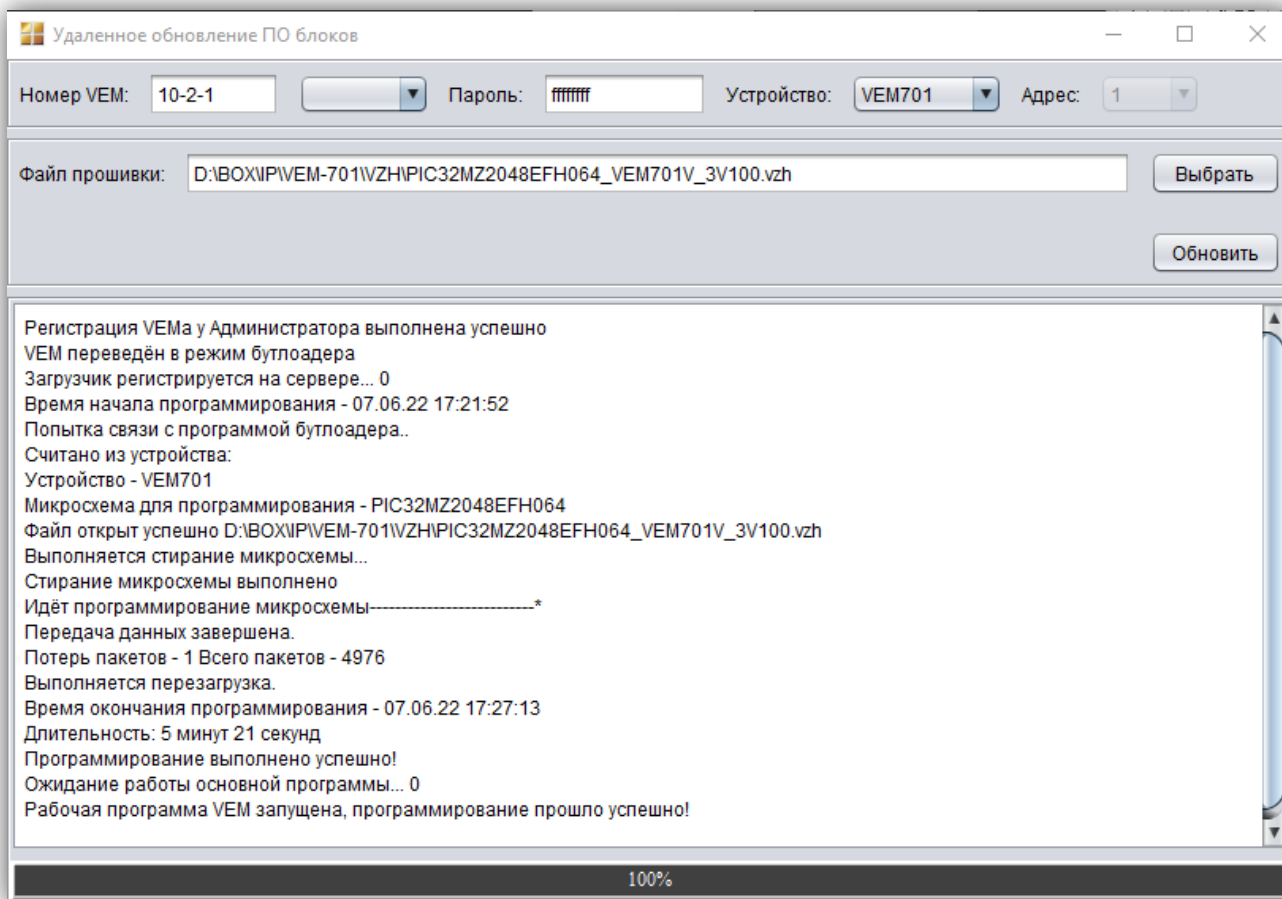 Удаленное обновление ПО блоков
Номер VEM: 10-2-1 Пароль: ffffffff Устройство: VEM701 Адрес: 1
Файл прошивки: D:\BOX\IP\VEM-701\VZH\PIC32MZ2048EFH064_VEM701V_3V100.vzh Выбрать
Обновить
Регистрация VEMа у Администратора выполнена успешно
VEM переведён в режим бутлоадера
Загрузчик регистрируется на сервере... 0
Время начала программирования - 07.06.22 17:21:52
Попытка связи с программой бутлоадера..
Считано из устройства:
Устройство - VEM701
Микросхема для программирования - PIC32MZ2048EFH064
Файл открыт успешно D:\BOX\IP\VEM-701\VZH\PIC32MZ2048EFH064_VEM701V_3V100.vzh
Выполняется стирание микросхемы...
Стирание микросхемы выполнено
Идёт программирование микросхемы--------------------------*
Передача данных завершена.
Потерь пакетов - 1 Всего пакетов - 4976
Выполняется перезагрузка.
Время окончания программирования - 07.06.22 17:27:13
Длительность: 5 минут 21 секунд
Программирование выполнено успешно!
Ожидание работы основной программы... 0
Рабочая программа VEM запущена, программирование прошло успешно!
100%